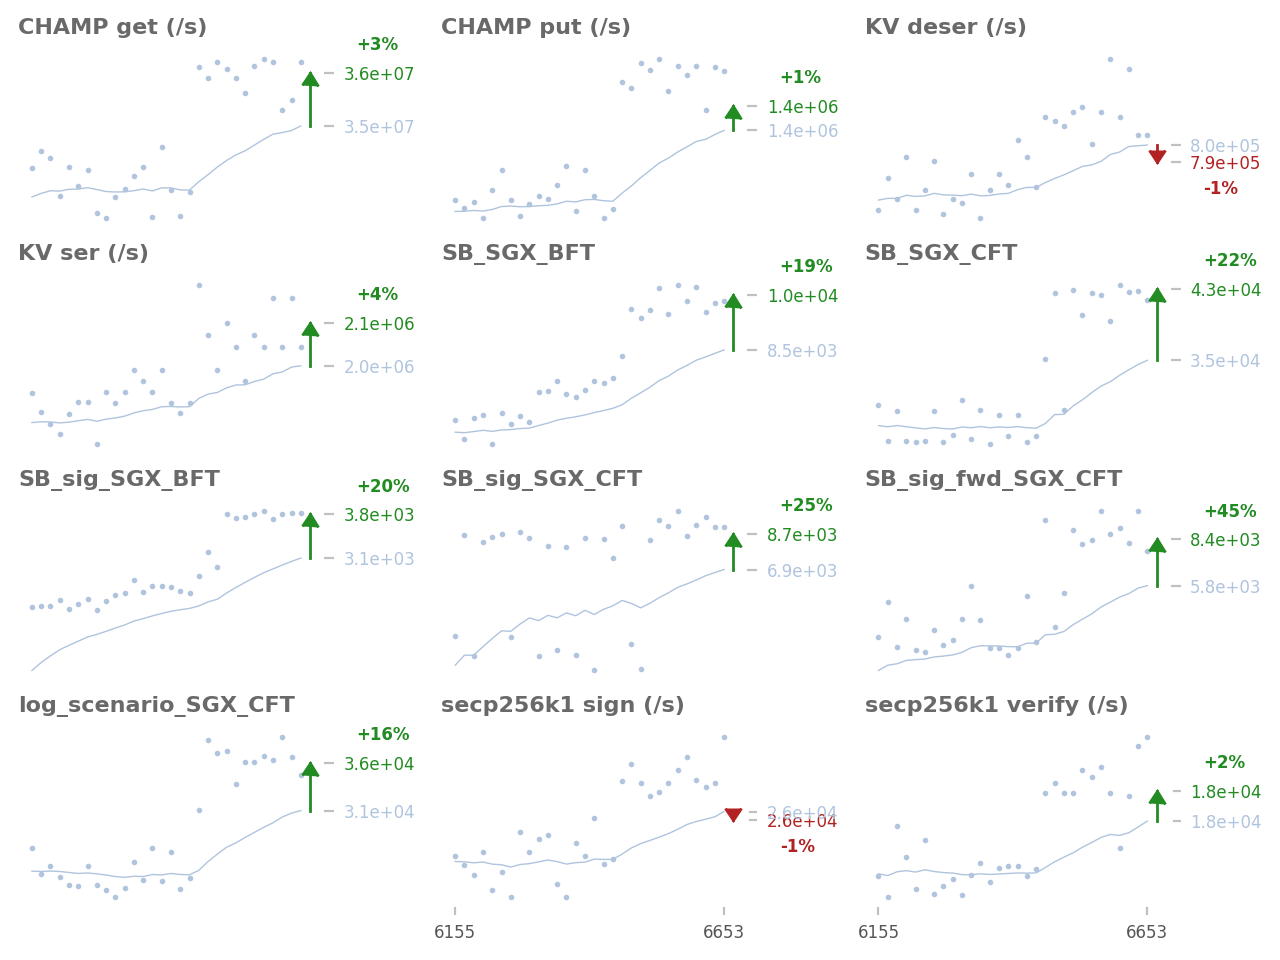 CHAMP get (/s)
+3%
3.6e+07
3.5e+07
CHAMP put (/s)
+1%
1.4e+06
1.4e+06
KV deser (/s)
8.0e+05
7.9e+05
-1%
KV ser (/s)
+4%
2.1e+06
2.0e+06
SB_SGX_BFT
+19%
1.0e+04
8.5e+03
SB_SGX_CFT
+22%
4.3e+04
3.5e+04
SB_sig_SGX_BFT
+20%
3.8e+03
3.1e+03
SB_sig_SGX_CFT
+25%
8.7e+03
6.9e+03
SB_sig_fwd_SGX_CFT
+45%
8.4e+03
5.8e+03
log_scenario_SGX_CFT
+16%
3.6e+04
3.1e+04
secp256k1 sign (/s)
2.6e+04
2.6e+04
-1%
secp256k1 verify (/s)
+2%
1.8e+04
1.8e+04
6155
6653
6155
6653